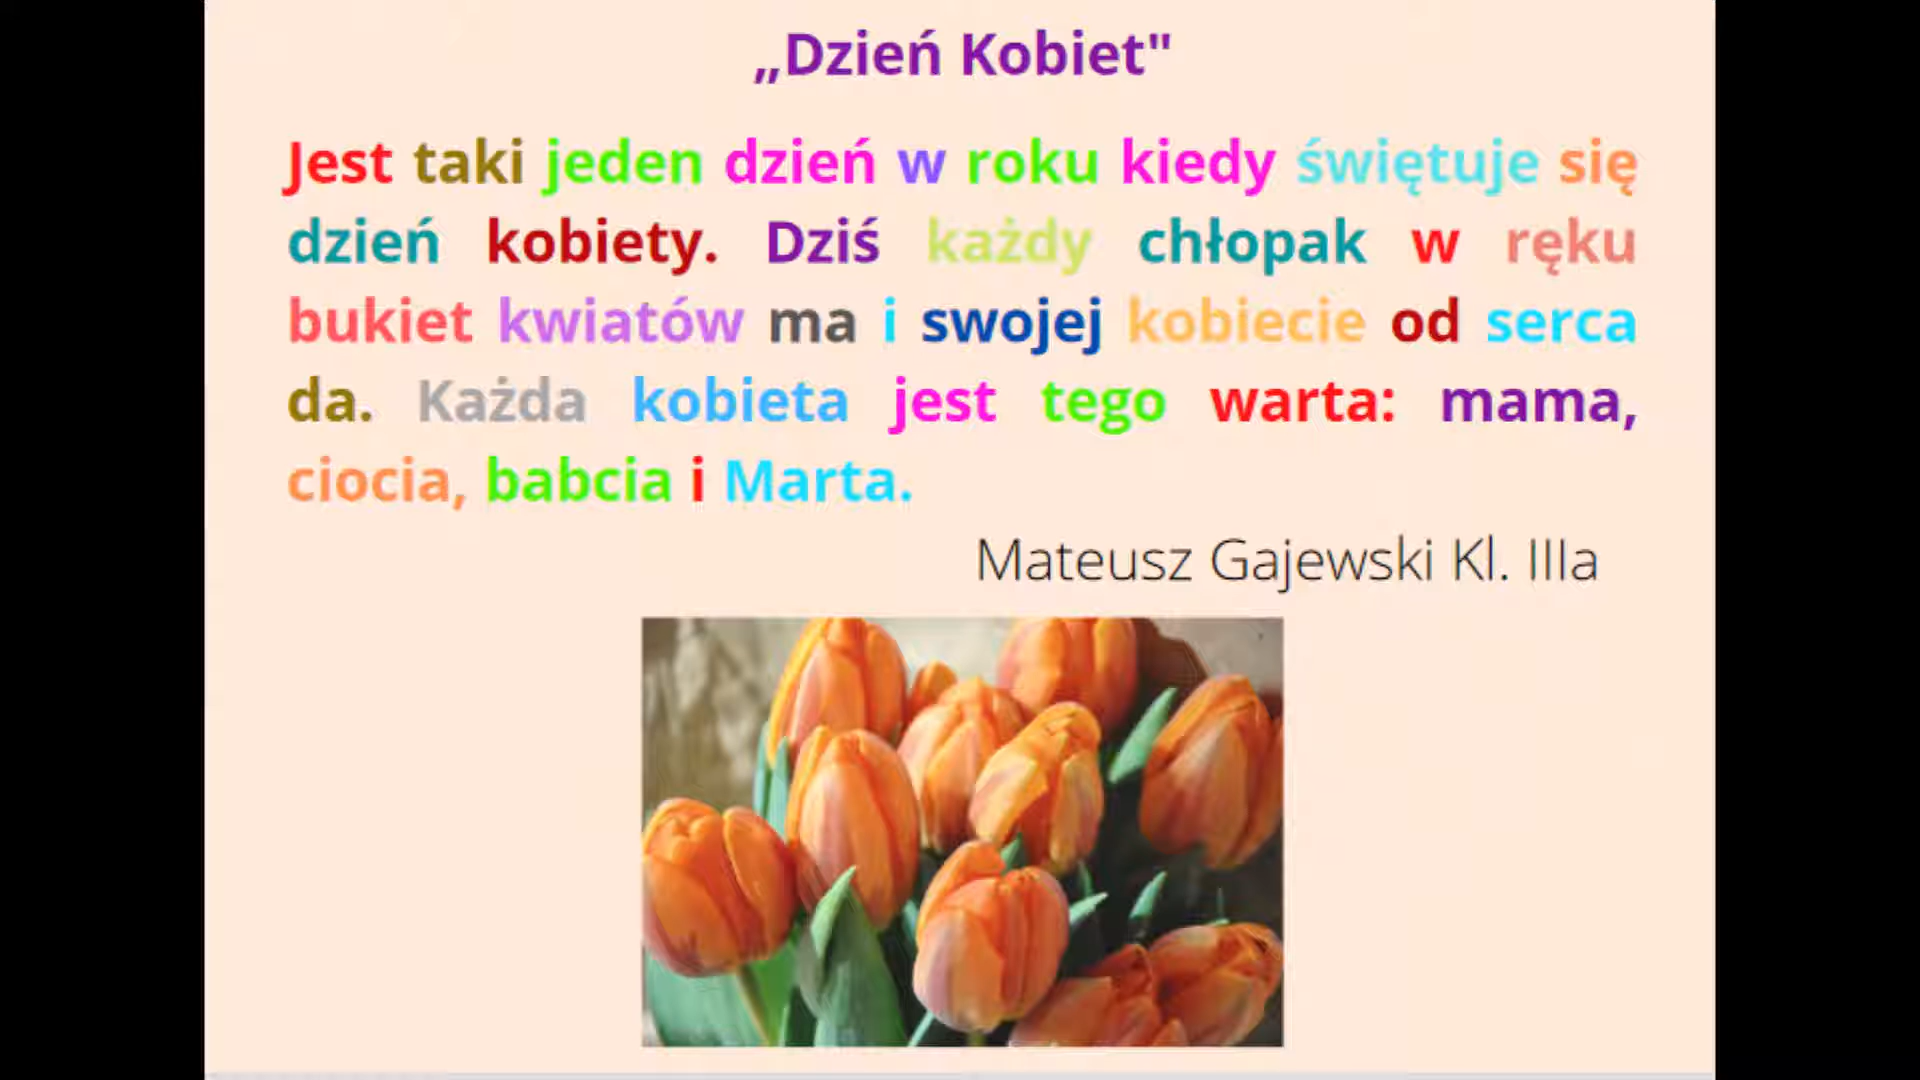 „Dzień Kobiet"
Jest taki jeden dzień w roku kiedy świętuje się
dzień kobiety. Dziś każdy chłopak w ręku
bukiet kwiatów ma i swojej kobiecie od serca
da. Każda kobieta jest tego warta: mama,
ciocia, babcia i Marta.
Mateusz Gajewski Kl. IIIa